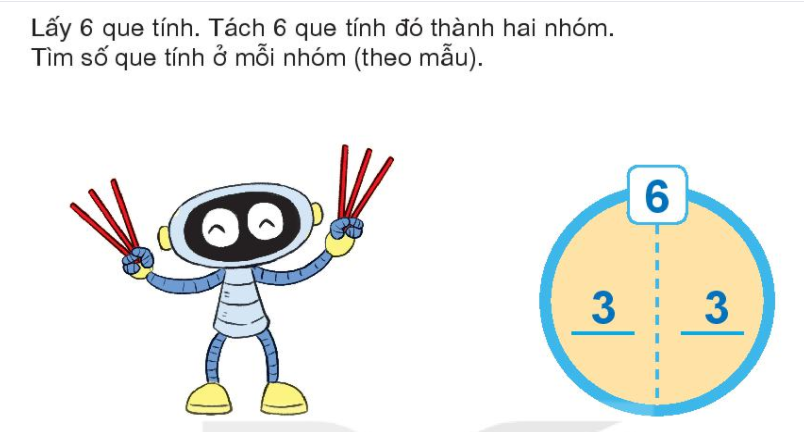 Lấy 6 que tính. Tách 6 que tính đó thành hai nhóm.
Tìm số que tính ở mỗi nhóm (theo mẫu).
6
3 3